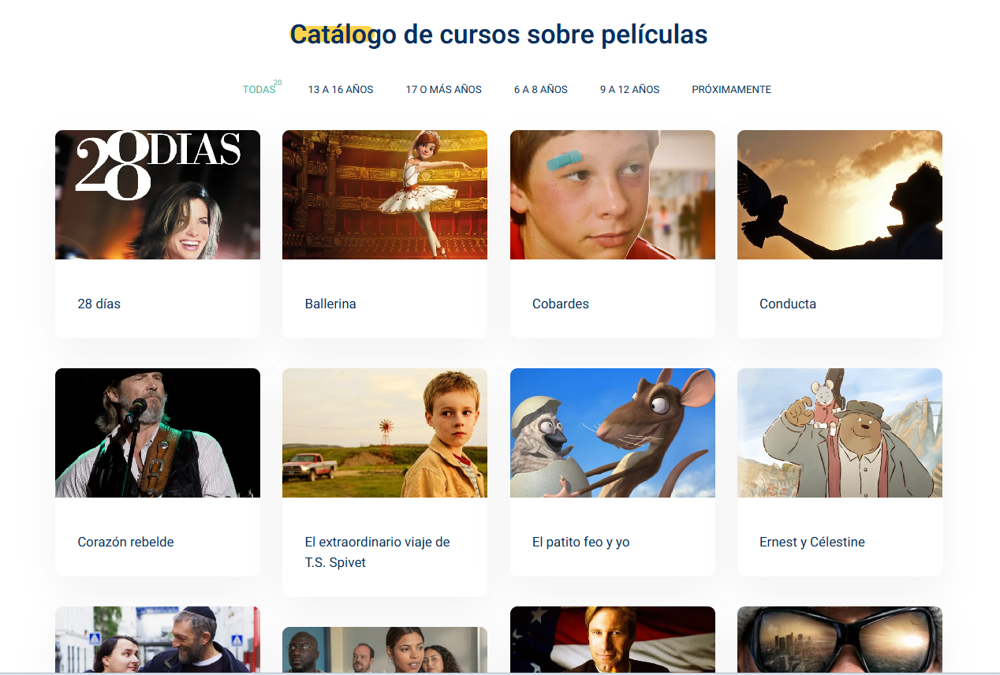 Catálogo de cursos sobre películas
TODAS 20
13 A 16 AÑOS
17 O MÁS AÑOS
6 A 8 AÑOS
9 A 12 AÑOS
PRÓXIMAMENTE
28 DIAS
28 días
Ballerina
Cobardes
Conducta
Corazón rebelde
El extraordinario viaje de
T.S. Spivet
El patito feo y yo
Ernest y Célestine